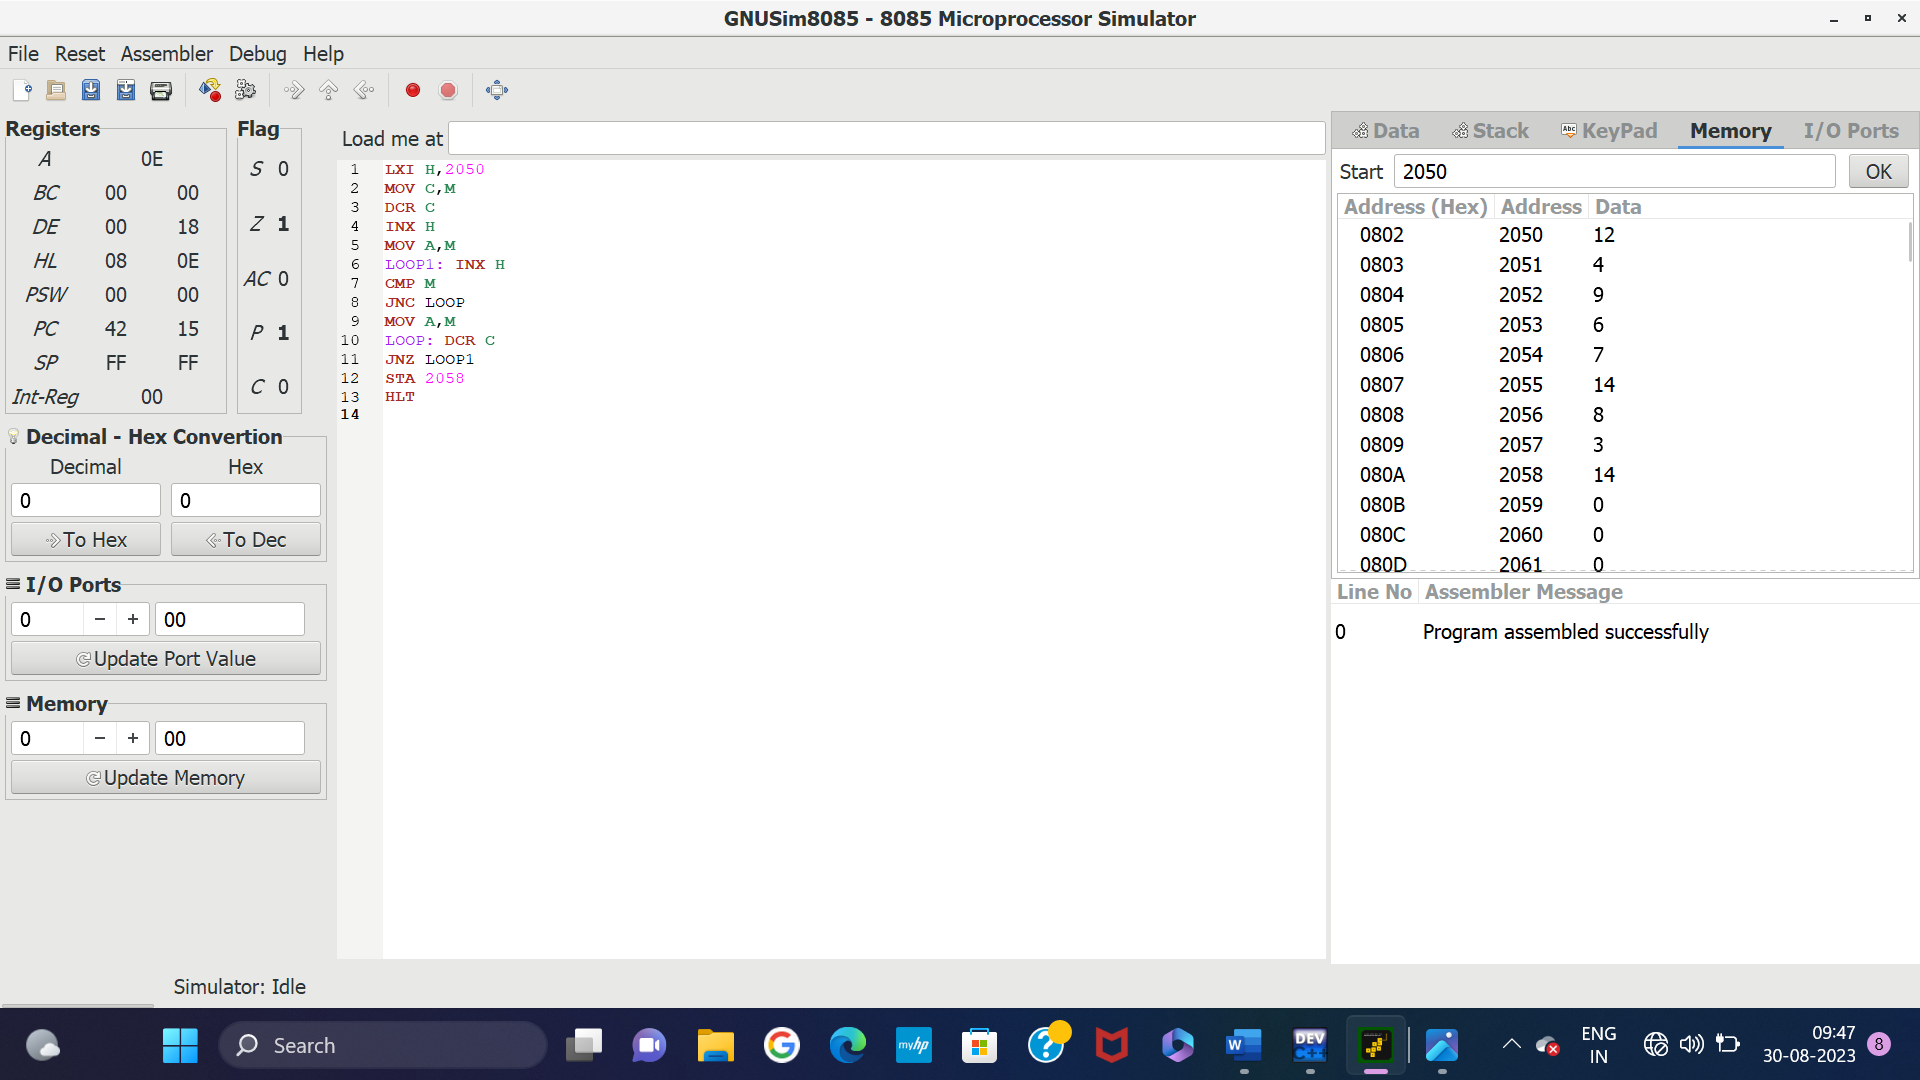 GNUSim8085 - 8085 Microprocessor Simulator
File Reset Assembler Debug Help
Registers
A 0E
BC 00 00
DE 00 18
HL 08 0E
PSW 00 00
PC 42 15
SP FF FF
Int-Reg 00
Flag
S 0
Z 1
AC 0
P 1
C 0
Decimal - Hex Convertion
Decimal Hex
0 0
To Hex To Dec
I/O Ports
0 − + 00
Update Port Value
Memory
0 − + 00
Update Memory
Load me at
1 LXI H,2050
2 MOV C,M
3 DCR C
4 INX H
5 MOV A,M
6 LOOP1: INX H
7 CMP M
8 JNC LOOP
9 MOV A,M
10 LOOP: DCR C
11 JNZ LOOP1
12 STA 2058
13 HLT
14
Data Stack Abc KeyPad Memory I/O Ports
Start 2050 OK
Address (Hex) Address Data
0802 2050 12
0803 2051 4
0804 2052 9
0805 2053 6
0806 2054 7
0807 2055 14
0808 2056 8
0809 2057 3
080A 2058 14
080B 2059 0
080C 2060 0
080D 2061 0
Line No Assembler Message
0 Program assembled successfully
Simulator: Idle
Search
myhp
W
DEV
C++
ENG
IN
09:47
30-08-2023
8